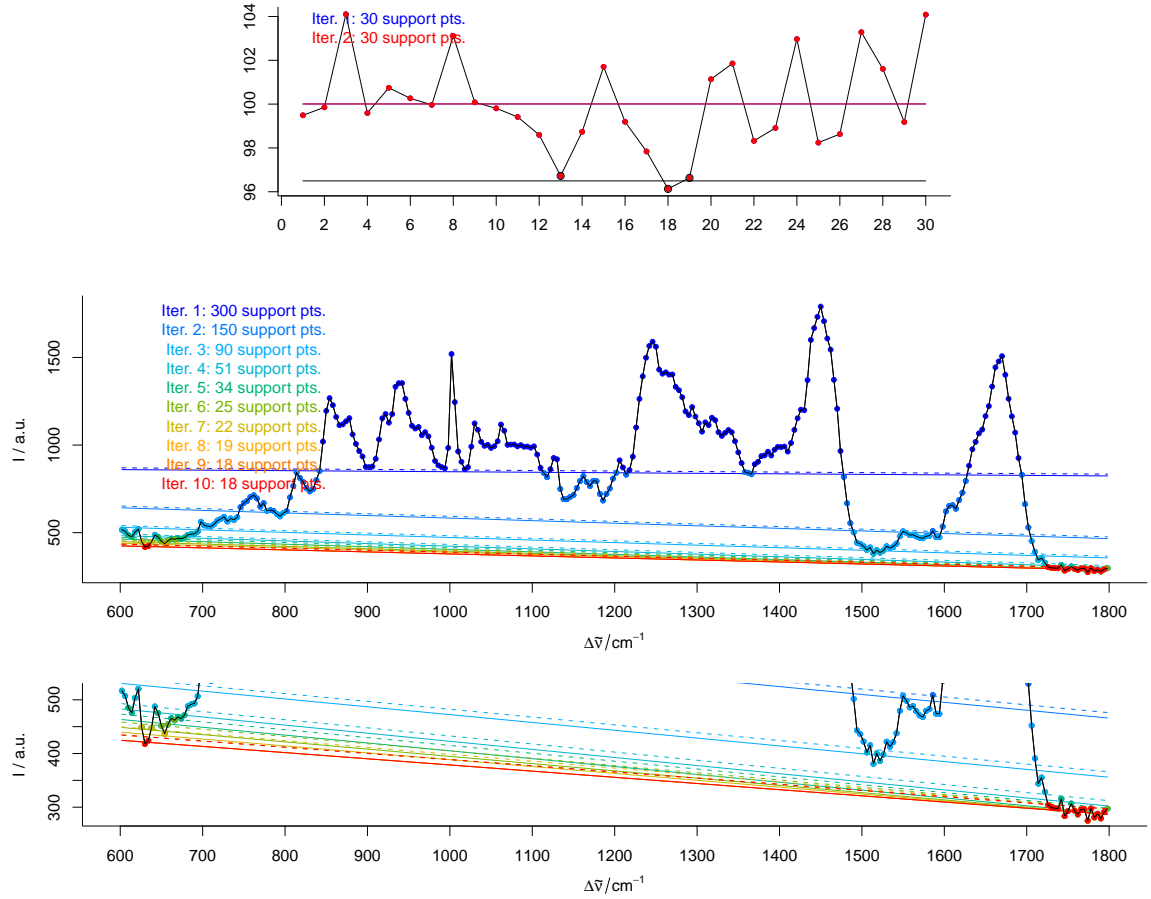 104
102
100
98
96
Iter. 1: 30 support pts.
Iter. 2: 30 support pts.
0 2 4 6 8 10 12 14 16 18 20 22 24 26 28 30
I / a.u.
1500
1000
500
Iter. 1: 300 support pts.
Iter. 2: 150 support pts.
Iter. 3: 90 support pts.
Iter. 4: 51 support pts.
Iter. 5: 34 support pts.
Iter. 6: 25 support pts.
Iter. 7: 22 support pts.
Iter. 8: 19 support pts.
Iter. 9: 18 support pts.
Iter. 10: 18 support pts.
600 700 800 900 1000 1100 1200 1300 1400 1500 1600 1700 1800
Δν̃/cm⁻¹
I / a.u.
600
400
300
600 700 800 900 1000 1100 1200 1300 1400 1500 1600 1700 1800
Δν̃/cm⁻¹